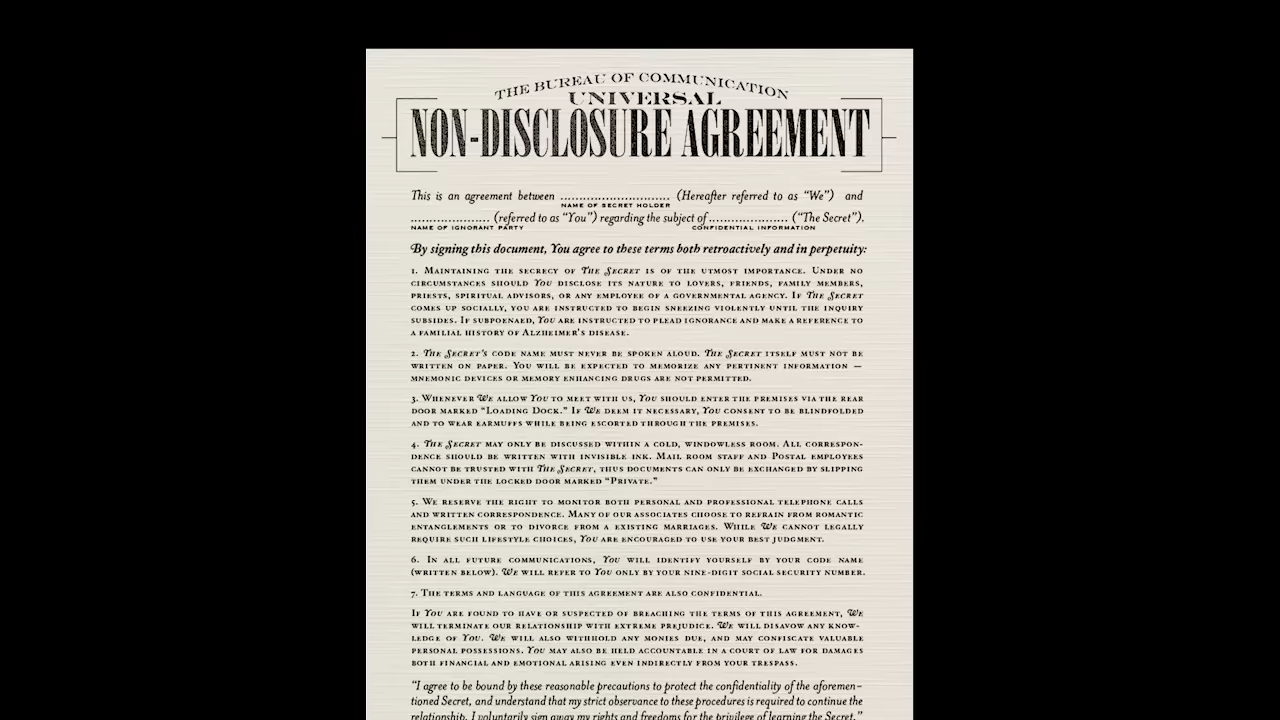 THE BUREAU OF COMMUNICATION
UNIVERSAL
NON-DISCLOSURE AGREEMENT
This is an agreement between .............................. (Hereafter referred to as “We”) and
NAME OF SECRET HOLDER
..................... (referred to as “You”) regarding the subject of ..................... (“The Secret”).
NAME OF IGNORANT PARTY CONFIDENTIAL INFORMATION
By signing this document, You agree to these terms both retroactively and in perpetuity:
1. Maintaining the secrecy of The Secret is of the utmost importance. Under no
circumstances should You disclose its nature to lovers, friends, family members,
priests, spiritual advisors, or any employee of a governmental agency. If The Secret
comes up socially, you are instructed to begin sneezing violently until the inquiry
subsides. If subpoenaed, You are instructed to plead ignorance and make a reference to
a familial history of Alzheimer's disease.
2. The Secret's code name must never be spoken aloud. The Secret itself must not be
written on paper. You will be expected to memorize any pertinent information —
mnemonic devices or memory enhancing drugs are not permitted.
3. Whenever We allow You to meet with us, You should enter the premises via the rear
door marked “Loading Dock.” If We deem it necessary, You consent to be blindfolded
and to wear earmuffs while being escorted through the premises.
4. The Secret may only be discussed within a cold, windowless room. All correspon-
dence should be written with invisible ink. Mail room staff and Postal employees
cannot be trusted with The Secret, thus documents can only be exchanged by slipping
them under the locked door marked “Private.”
5. We reserve the right to monitor both personal and professional telephone calls
and written correspondence. Many of our associates choose to refrain from romantic
entanglements or to divorce from a existing marriages. While We cannot legally
require such lifestyle choices, You are encouraged to use your best judgment.
6. In all future communications, You will identify yourself by your code name
(written below). We will refer to You only by your nine-digit social security number.
7. The terms and language of this agreement are also confidential.
If You are found to have or suspected of breaching the terms of this agreement, We
will terminate our relationship with extreme prejudice. We will disavow any know-
ledge of You. We will also withhold any monies due, and may confiscate valuable
personal possessions. You may also be held accountable in a court of law for damages
both financial and emotional arising even indirectly from your trespass.
“I agree to be bound by these reasonable precautions to protect the confidentiality of the aforemen-
tioned Secret, and understand that my strict observance to these procedures is required to continue the
relationship. I voluntarily sign away my rights and freedoms for the privilege of learning the Secret.”